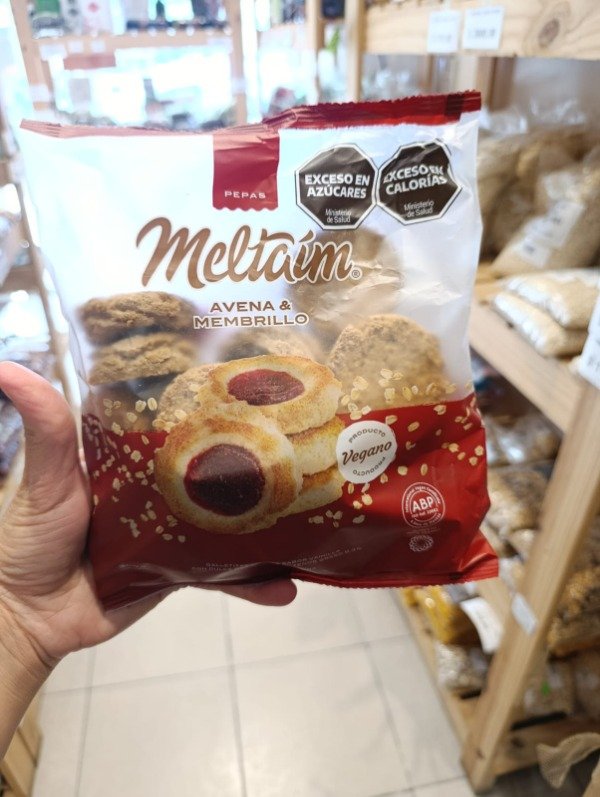 PEPAS
EXCESO EN
AZÚCARES
Ministerio
de Salud
EXCESO EN
CALORÍAS
Ministerio
de Salud
Meltaím®
AVENA &
MEMBRILLO
PRODUCTO
Vegano
PRODUCTO
ABP